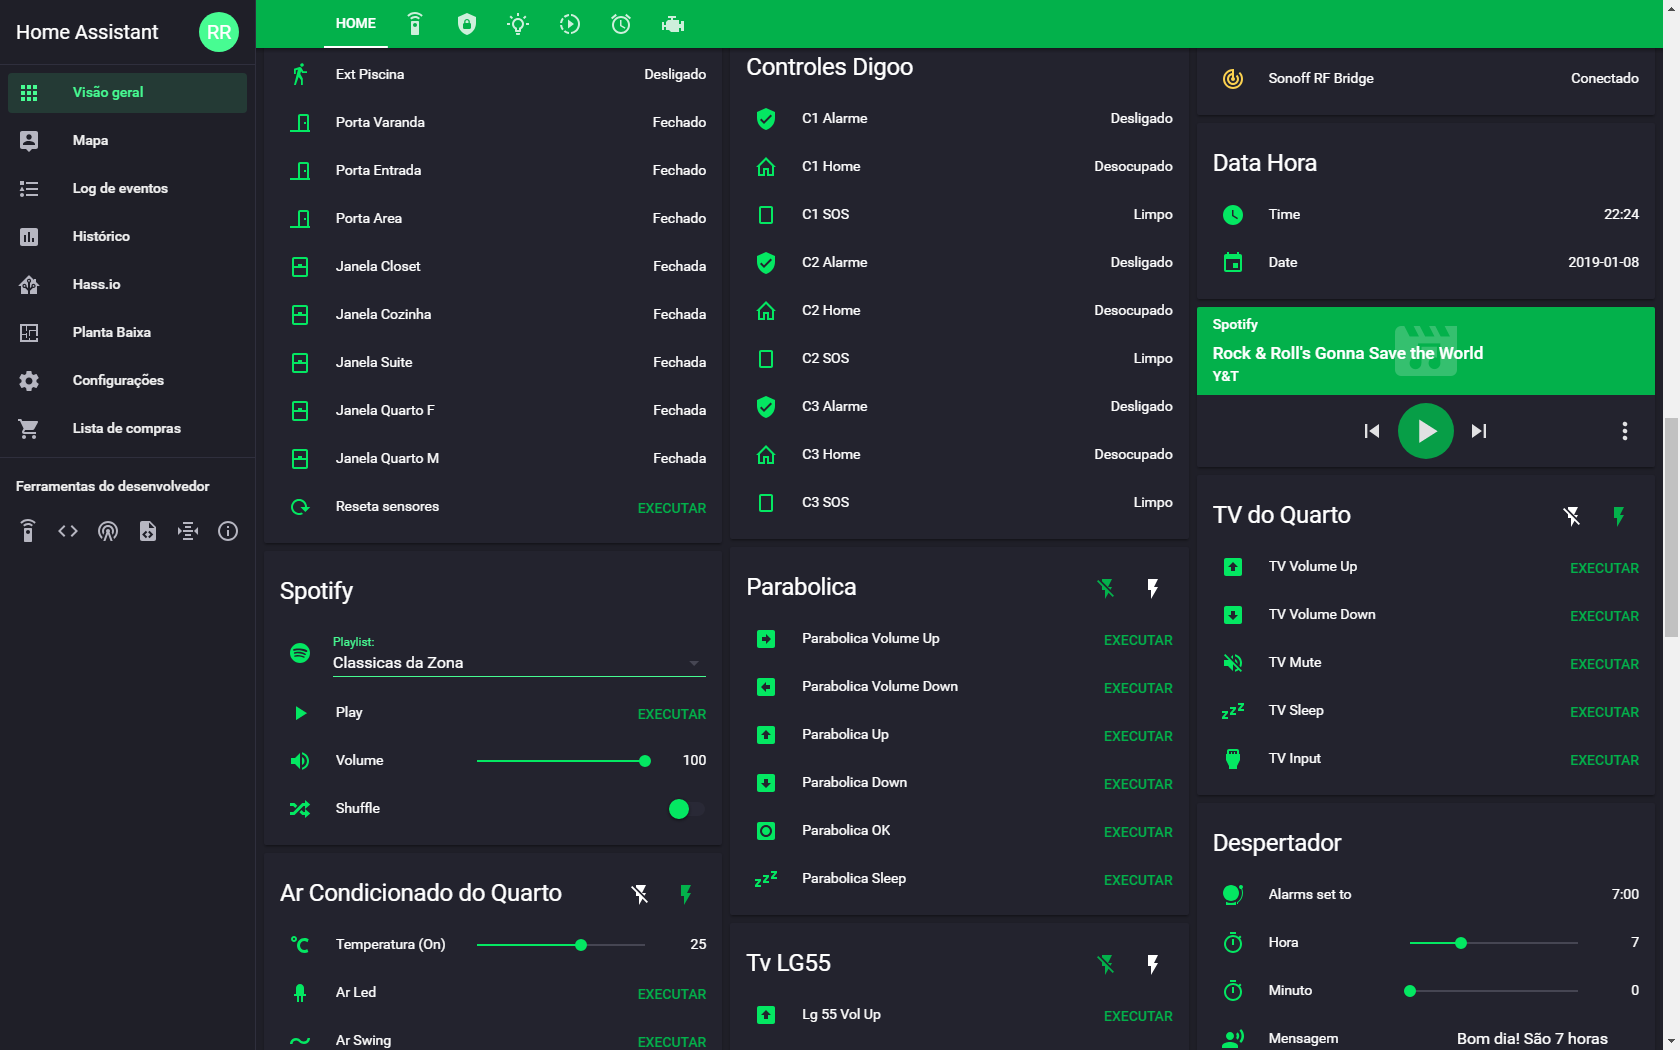 Home Assistant
RR
Visão geral
Mapa
Log de eventos
Histórico
Hass.io
Planta Baixa
Configurações
Lista de compras
Ferramentas do desenvolvedor
HOME
Ext Piscina Desligado
Porta Varanda Fechado
Porta Entrada Fechado
Porta Area Fechado
Janela Closet Fechada
Janela Cozinha Fechada
Janela Suite Fechada
Janela Quarto F Fechada
Janela Quarto M Fechada
Reseta sensores EXECUTAR
Spotify
Playlist:
Classicas da Zona
Play EXECUTAR
Volume 100
Shuffle
Ar Condicionado do Quarto
°C Temperatura (On) 25
Ar Led EXECUTAR
Ar Swing EXECUTAR
Controles Digoo
C1 Alarme Desligado
C1 Home Desocupado
C1 SOS Limpo
C2 Alarme Desligado
C2 Home Desocupado
C2 SOS Limpo
C3 Alarme Desligado
C3 Home Desocupado
C3 SOS Limpo
Parabolica
Parabolica Volume Up EXECUTAR
Parabolica Volume Down EXECUTAR
Parabolica Up EXECUTAR
Parabolica Down EXECUTAR
Parabolica OK EXECUTAR
zzz Parabolica Sleep EXECUTAR
Tv LG55
Lg 55 Vol Up EXECUTAR
Sonoff RF Bridge Conectado
Data Hora
Time 22:24
Date 2019-01-08
Spotify
Rock & Roll's Gonna Save the World
Y&T
TV do Quarto
TV Volume Up EXECUTAR
TV Volume Down EXECUTAR
TV Mute EXECUTAR
zzz TV Sleep EXECUTAR
TV Input EXECUTAR
Despertador
Alarms set to 7:00
Hora 7
Minuto 0
Mensagem Bom dia! São 7 horas